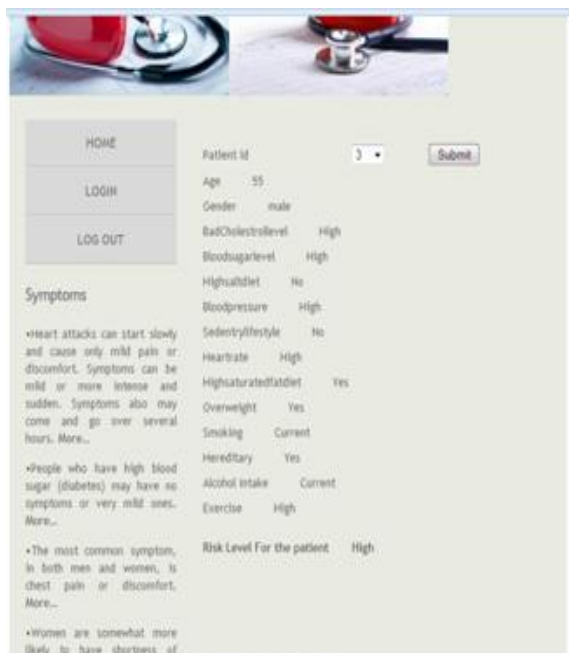 HOME
LOGIN
LOG OUT
Symptoms
•Heart attacks can start slowly
and cause only mild pain or
discomfort. Symptoms can be
mild or more intense and
sudden. Symptoms also may
come and go over several
hours. More...
•People who have high blood
sugar (diabetes) may have no
symptoms or very mild ones.
More...
•The most common symptom,
in both men and women, is
chest pain or discomfort.
More...
•Women are somewhat more
likely to have shortness of
Patient Id 3 Submit
Age 55
Gender male
BadCholestrollevel High
Bloodsugarlevel High
Highsaltdiet No
Bloodpressure High
Sedentrylifestyle No
Heartrate High
Highsaturatedfatdiet Yes
Overweight Yes
Smoking Current
Hereditary Yes
Alcohol Intake Current
Exercise High
Risk Level For the patient High